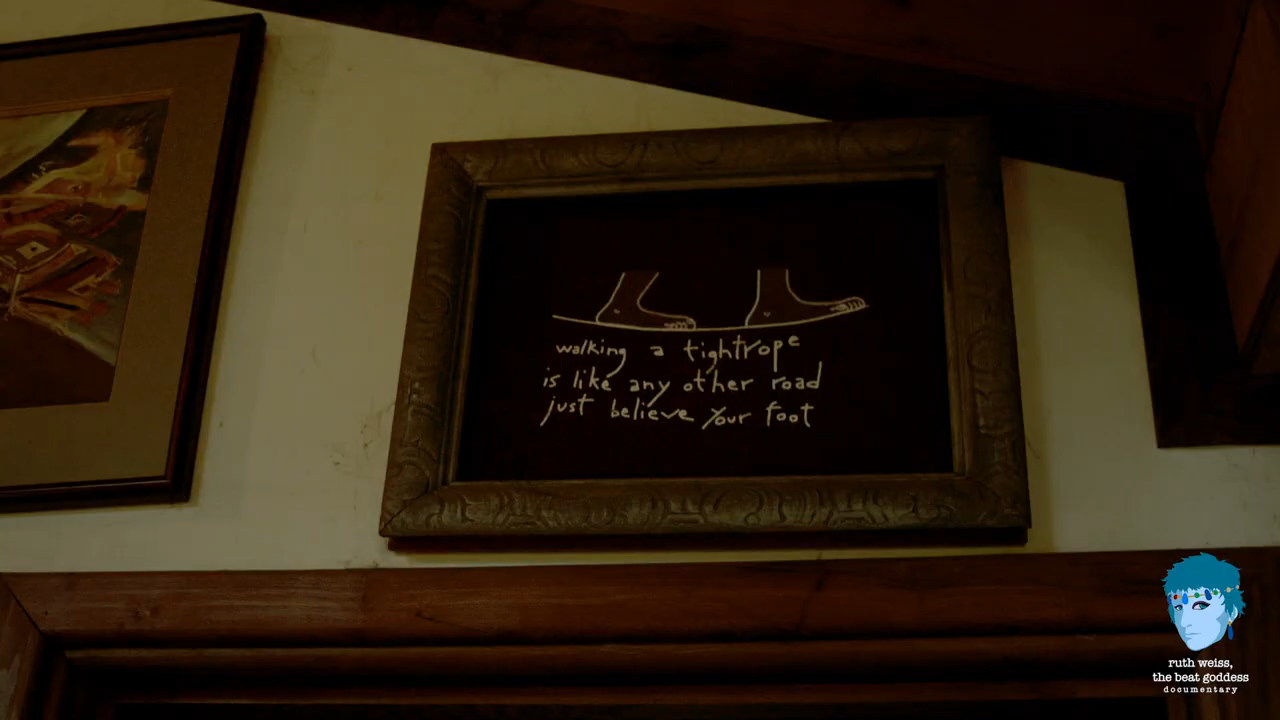 walking a tightrope
is like any other road
just believe your foot
ruth weiss,
the beat goddess
documentary